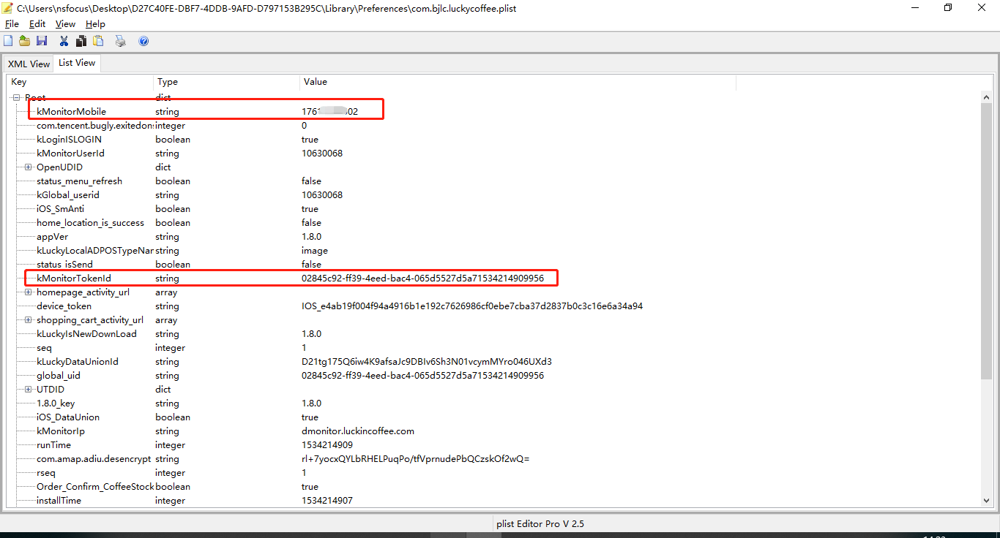 C:\Users\nsfocus\Desktop\D27C40FE-DBF7-4DDB-9AFD-D797153B295C\Library\Preferences\com.bjlc.luckycoffee.plist
File Edit View Help
XML View List View
Key Type Value
Root dict
kMonitorMobile string 176 02
com.tencent.bugly.exitedon: integer 0
kLoginISLOGIN boolean true
kMonitorUserId string 10630068
OpenUDID dict
status_menu_refresh boolean false
kGlobal_userid string 10630068
iOS_SmAnti boolean true
home_location_is_success boolean false
appVer string 1.8.0
kLuckyLocalADPOSTypeNar string image
status_isSend boolean false
kMonitorTokenId string 02845c92-ff39-4eed-bac4-065d5527d5a71534214909956
homepage_activity_url array
device_token string IOS_e4ab19f004f94a4916b1e192c7626986cf0ebe7cba37d2837b0c3c16e6a34a94
shopping_cart_activity_url array
kLuckyIsNewDownLoad string 1.8.0
seq integer 1
kLuckyDataUnionId string D21tg175Q6iw4K9afsaJc9DBIv6Sh3N01vcymMYro046UXd3
global_uid string 02845c92-ff39-4eed-bac4-065d5527d5a71534214909956
UTDID dict
1.8.0_key string 1.8.0
iOS_DataUnion boolean true
kMonitorIp string dmonitor.luckincoffee.com
runTime integer 1534214909
com.amap.adiu.desencrypt string rl+7yocxQYLbRHELPuqPo/tfVprnudePbQCzskOf2wQ=
rseq integer 1
Order_Confirm_CoffeeStock boolean true
installTime integer 1534214907
plist Editor Pro V 2.5